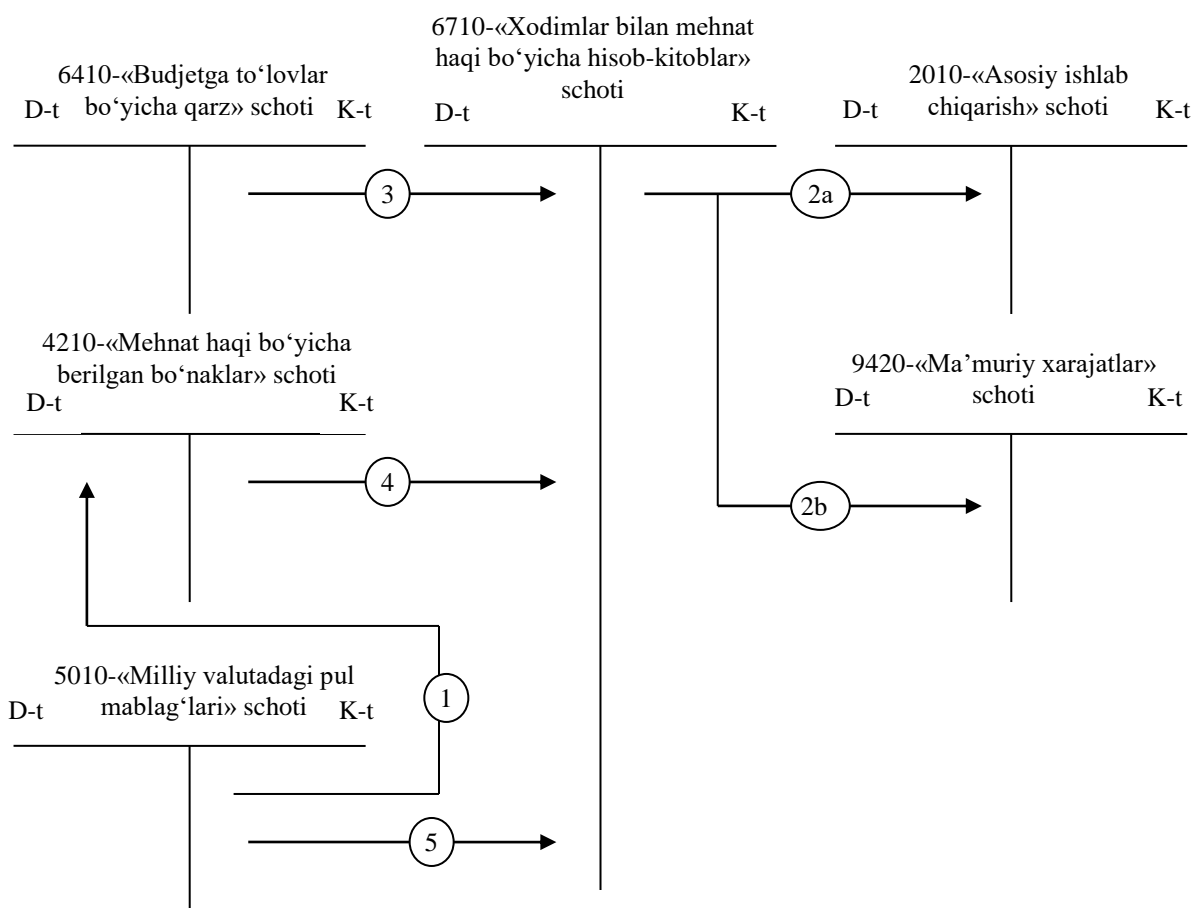 6410-«Budjetga to‘lovlar
bo‘yicha qarz» schoti
D-t
K-t
6710-«Xodimlar bilan mehnat
haqi bo‘yicha hisob-kitoblar»
schoti
D-t
K-t
2010-«Asosiy ishlab
chiqarish» schoti
D-t
K-t
3
2a
4210-«Mehnat haqi bo‘yicha
berilgan bo‘naklar» schoti
D-t
K-t
9420-«Ma’muriy xarajatlar»
schoti
D-t
K-t
4
2b
5010-«Milliy valutadagi pul
mablag‘lari» schoti
D-t
K-t
1
5